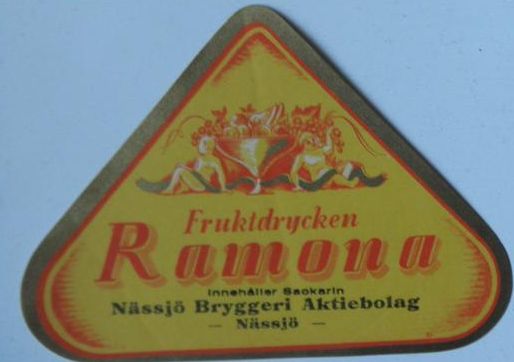 Fruktdrycken
Ramona
Innehåller Sackarin
Nässjö Bryggeri Aktiebolag
— Nässjö —